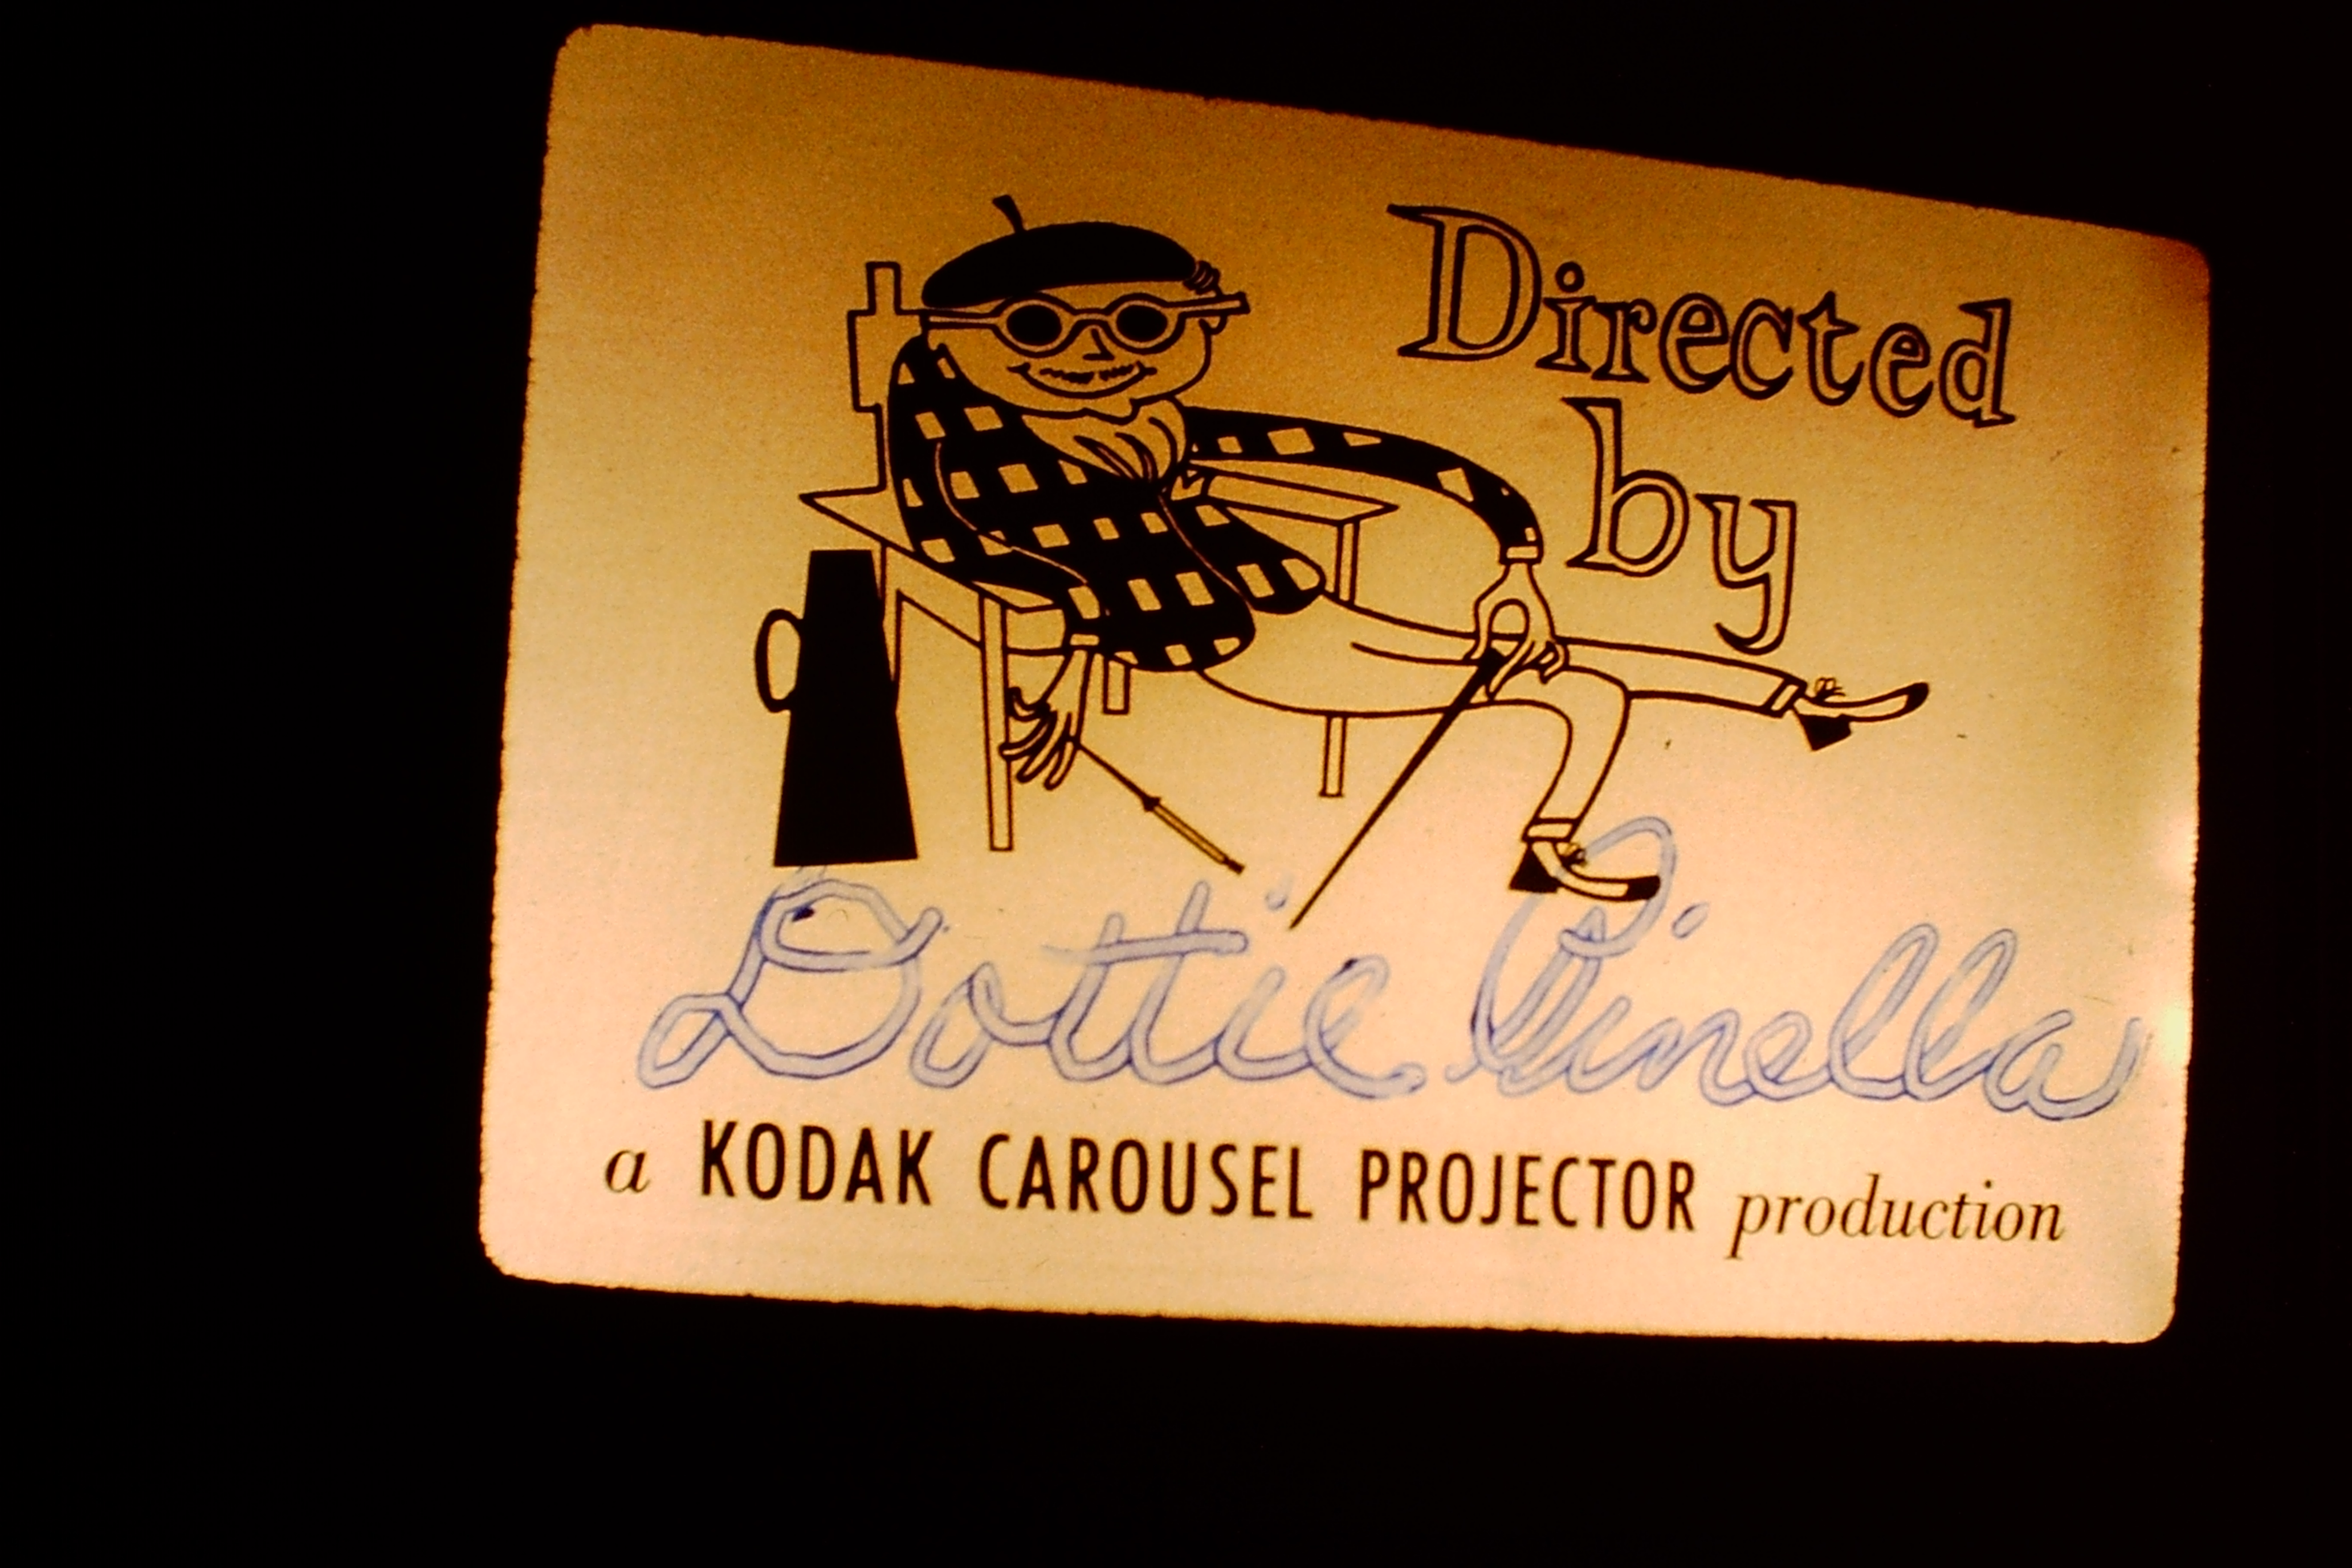 Directed
by
Dottie Pinella
a KODAK CAROUSEL PROJECTOR production